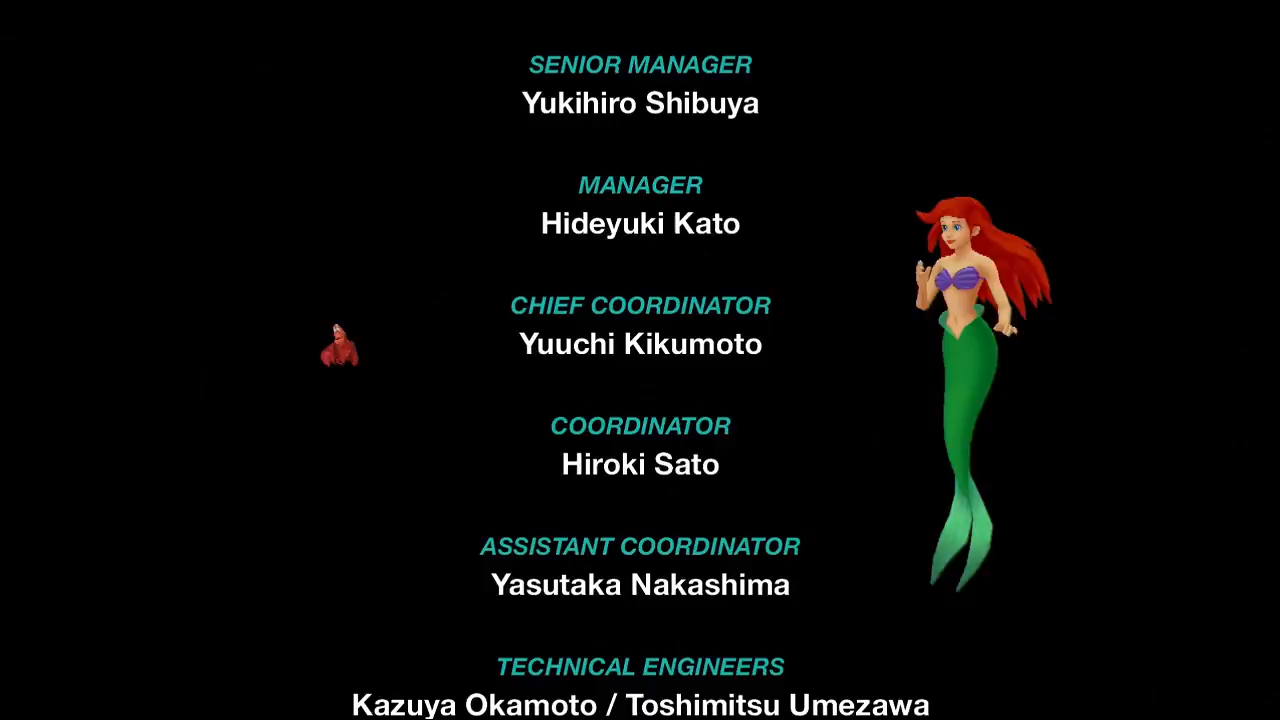 SENIOR MANAGER
Yukihiro Shibuya
MANAGER
Hideyuki Kato
CHIEF COORDINATOR
Yuuchi Kikumoto
COORDINATOR
Hiroki Sato
ASSISTANT COORDINATOR
Yasutaka Nakashima
TECHNICAL ENGINEERS
Kazuya Okamoto / Toshimitsu Umezawa